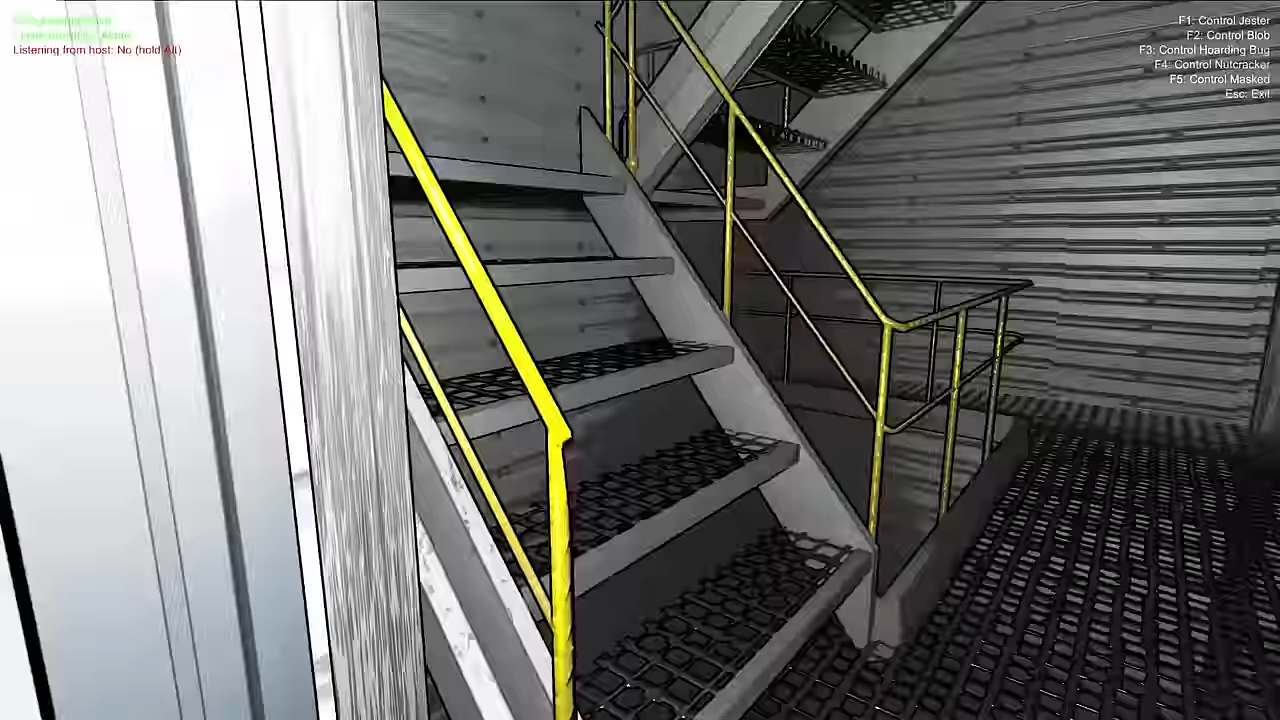 Listening from host: No (hold Alt)
F1: Control Jester
F2: Control Blob
F3: Control Hoarding Bug
F4: Control Nutcracker
F5: Control Masked
Esc: Exit